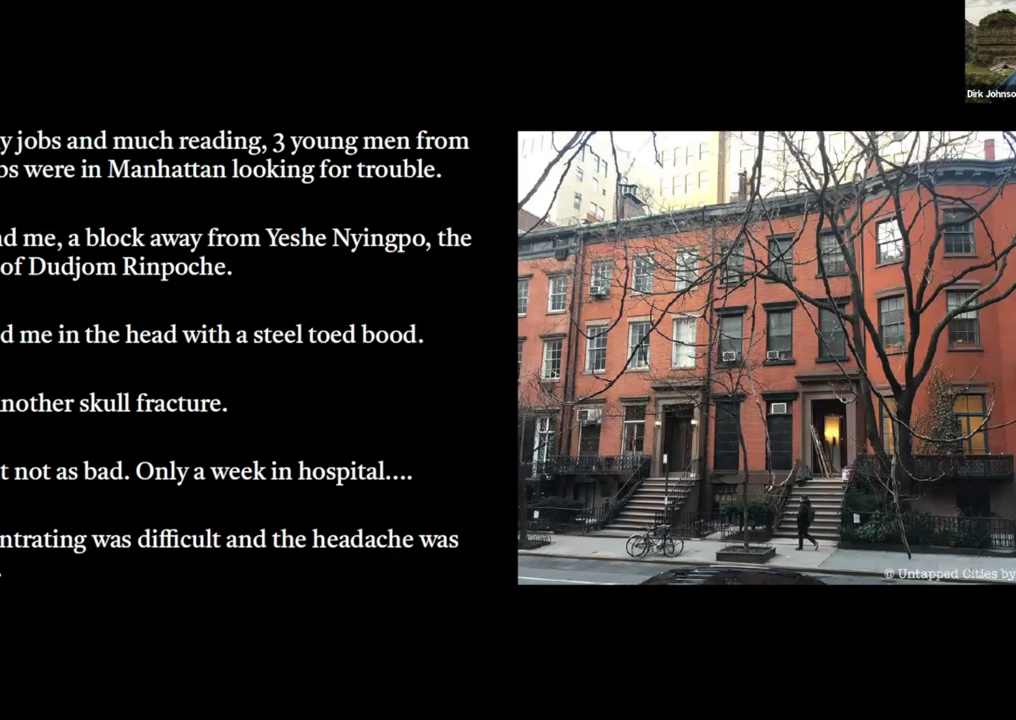 Dirk Johnso
y jobs and much reading, 3 young men from
bs were in Manhattan looking for trouble.
nd me, a block away from Yeshe Nyingpo, the
of Dudjom Rinpoche.
d me in the head with a steel toed bood.
nother skull fracture.
t not as bad. Only a week in hospital....
ntrating was difficult and the headache was
@ Untapped Cities by